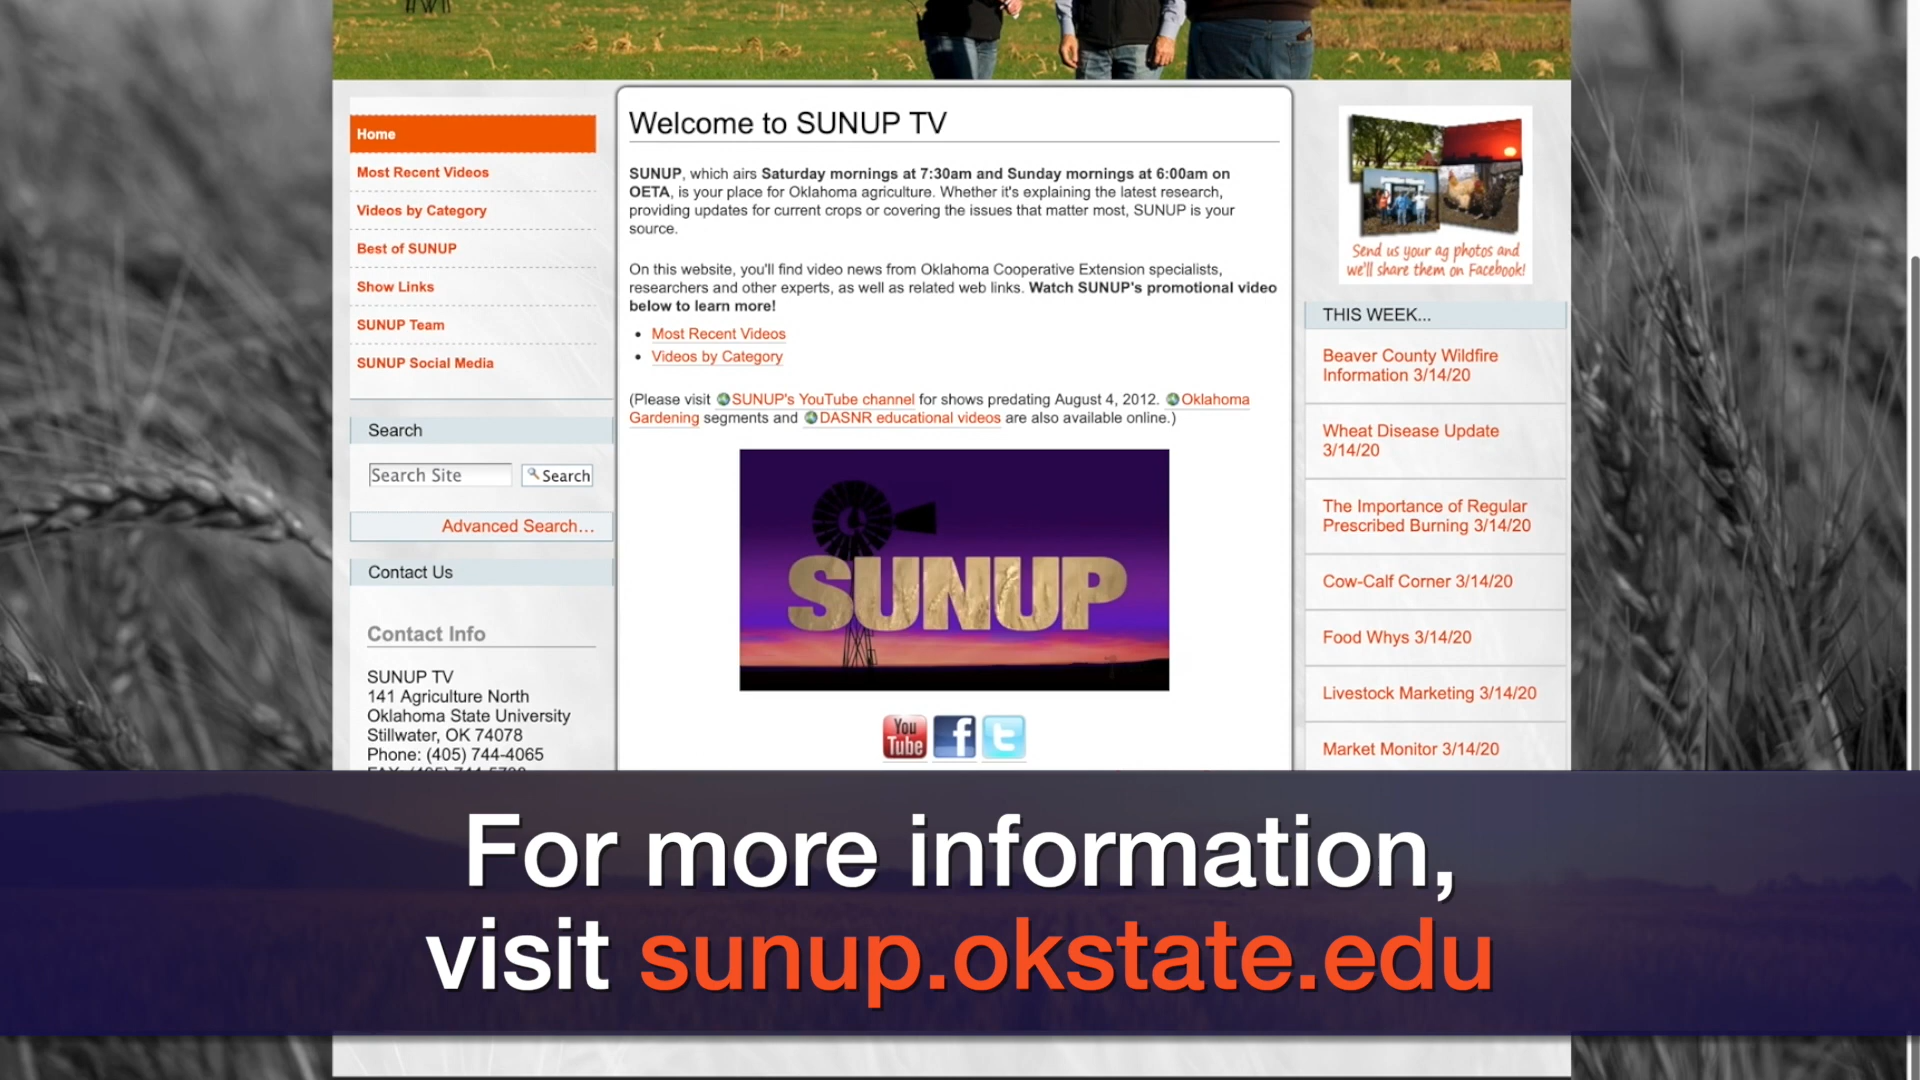 Home
Most Recent Videos
Videos by Category
Best of SUNUP
Show Links
SUNUP Team
SUNUP Social Media
Search
Search Site
Search
Advanced Search...
Contact Us
Contact Info
SUNUP TV
141 Agriculture North
Oklahoma State University
Stillwater, OK 74078
Phone: (405) 744-4065
Welcome to SUNUP TV
SUNUP, which airs Saturday mornings at 7:30am and Sunday mornings at 6:00am on
OETA, is your place for Oklahoma agriculture. Whether it's explaining the latest research,
providing updates for current crops or covering the issues that matter most, SUNUP is your
source.
On this website, you'll find video news from Oklahoma Cooperative Extension specialists,
researchers and other experts, as well as related web links. Watch SUNUP's promotional video
below to learn more!
• Most Recent Videos
• Videos by Category
(Please visit SUNUP's YouTube channel for shows predating August 4, 2012. Oklahoma
Gardening segments and DASNR educational videos are also available online.)
SUNUP
You
Tube
f
t
Send us your ag photos and
we'll share them on Facebook!
THIS WEEK...
Beaver County Wildfire
Information 3/14/20
Wheat Disease Update
3/14/20
The Importance of Regular
Prescribed Burning 3/14/20
Cow-Calf Corner 3/14/20
Food Whys 3/14/20
Livestock Marketing 3/14/20
Market Monitor 3/14/20
For more information,
visit sunup.okstate.edu